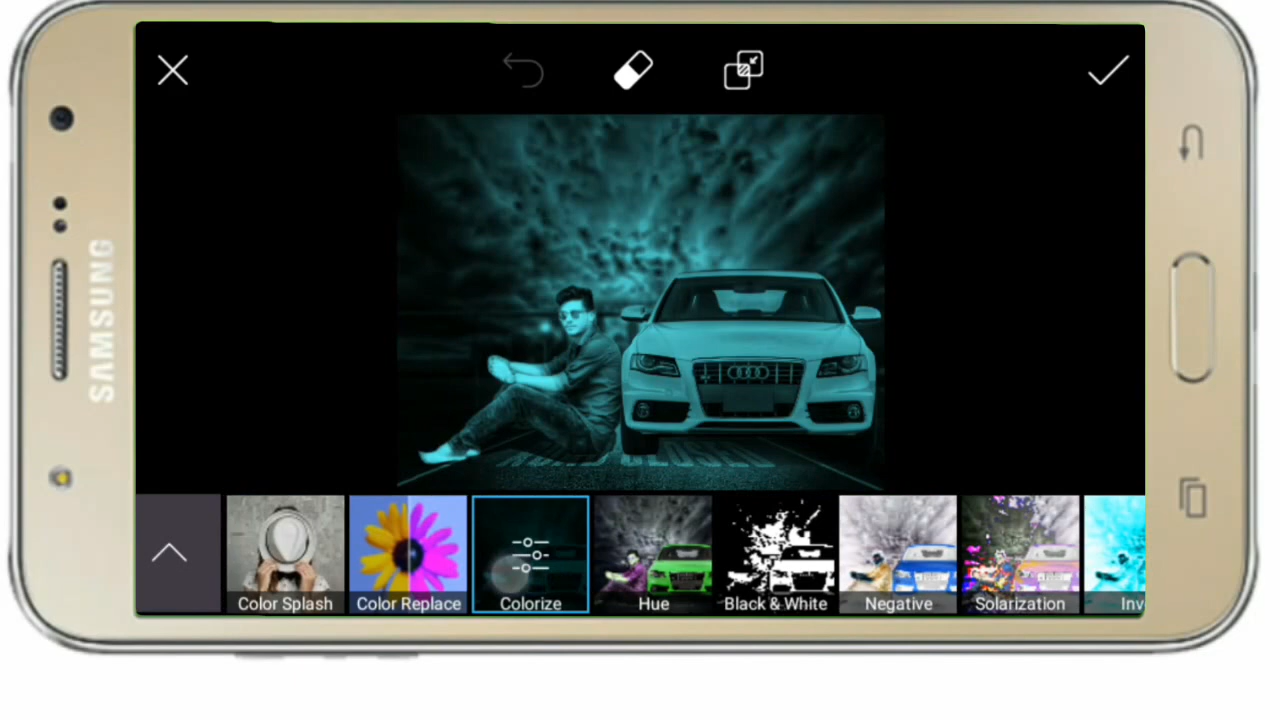 SAMSUNG
Color Splash
Color Replace
Colorize
Hue
Black & White
Negative
Solarization
Inv